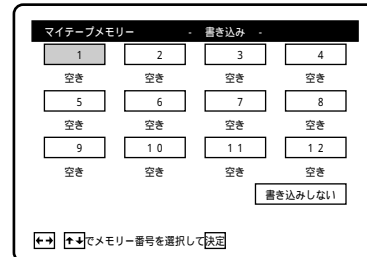 マイテープメモリー - 書き込み -
1 2 3 4
空き 空き 空き 空き
5 6 7 8
空き 空き 空き 空き
9 10 11 12
空き 空き 空き 空き
書き込みしない
←→ ↑↓でメモリー番号を選択して決定